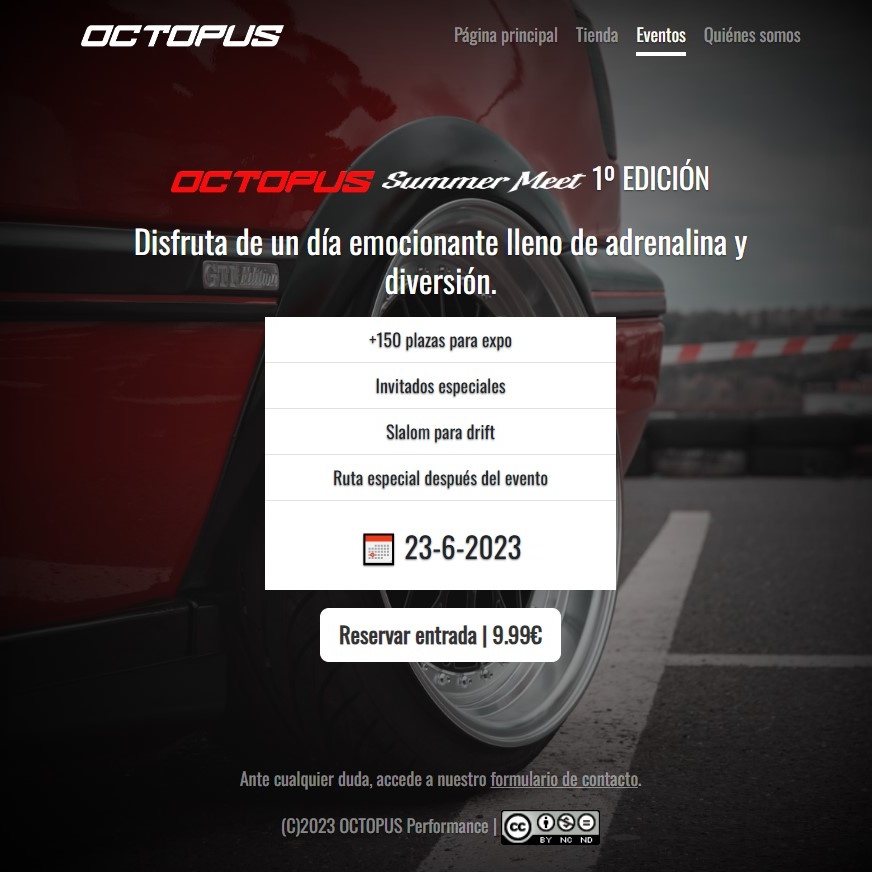 OCTOPUS Página principal Tienda Eventos Quiénes somos
OCTOPUS Summer Meet 1º EDICIÓN
Disfruta de un día emocionante lleno de adrenalina y
diversión.
GTI Edition
+150 plazas para expo
Invitados especiales
Slalom para drift
Ruta especial después del evento
23-6-2023
Reservar entrada | 9.99€
Ante cualquier duda, accede a nuestro formulario de contacto.
(C)2023 OCTOPUS Performance | cc BY NC ND